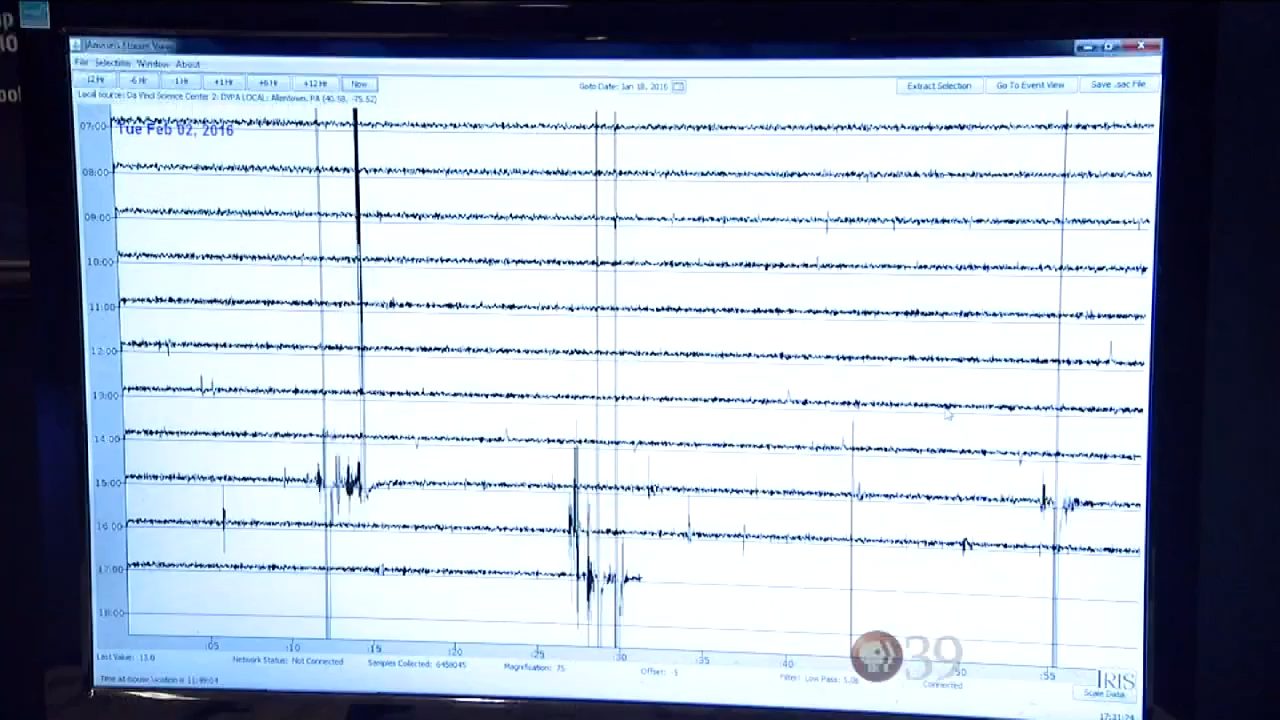 File Selection Window About
-12 Hr -6 Hr -1 Hr +1 Hr +6 Hr +12 Hr Now
Goto Date: Jan 18, 2016
Extract Selection Go To Event View Save .sac File
Local source: Da Vinci Science Center 2: DVPA LOCAL: Allentown, PA (40.58, -75.52)
Tue Feb 02, 2016
07:00
08:00
09:00
10:00
11:00
12:00
13:00
14:00
15:00
16:00
17:00
18:00
:05 :10 :15 :20 :25 :30 :35 :40 :50 :55
Last Value: 13.0 Network Status: Not Connected Samples Collected: 6459045 Magnification: 75 Offset: -5 Filter: Low Pass: Connected
PBS 39
IRIS
Scale Data